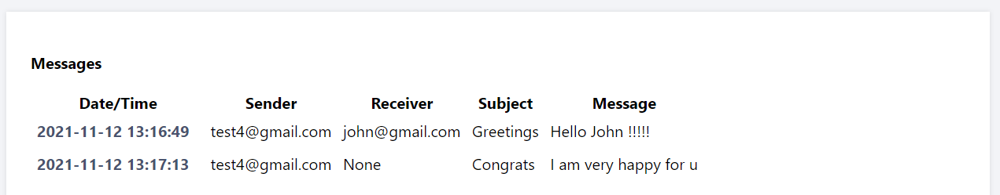 Messages
Date/Time Sender Receiver Subject Message
2021-11-12 13:16:49 test4@gmail.com john@gmail.com Greetings Hello John !!!!!
2021-11-12 13:17:13 test4@gmail.com None Congrats I am very happy for u